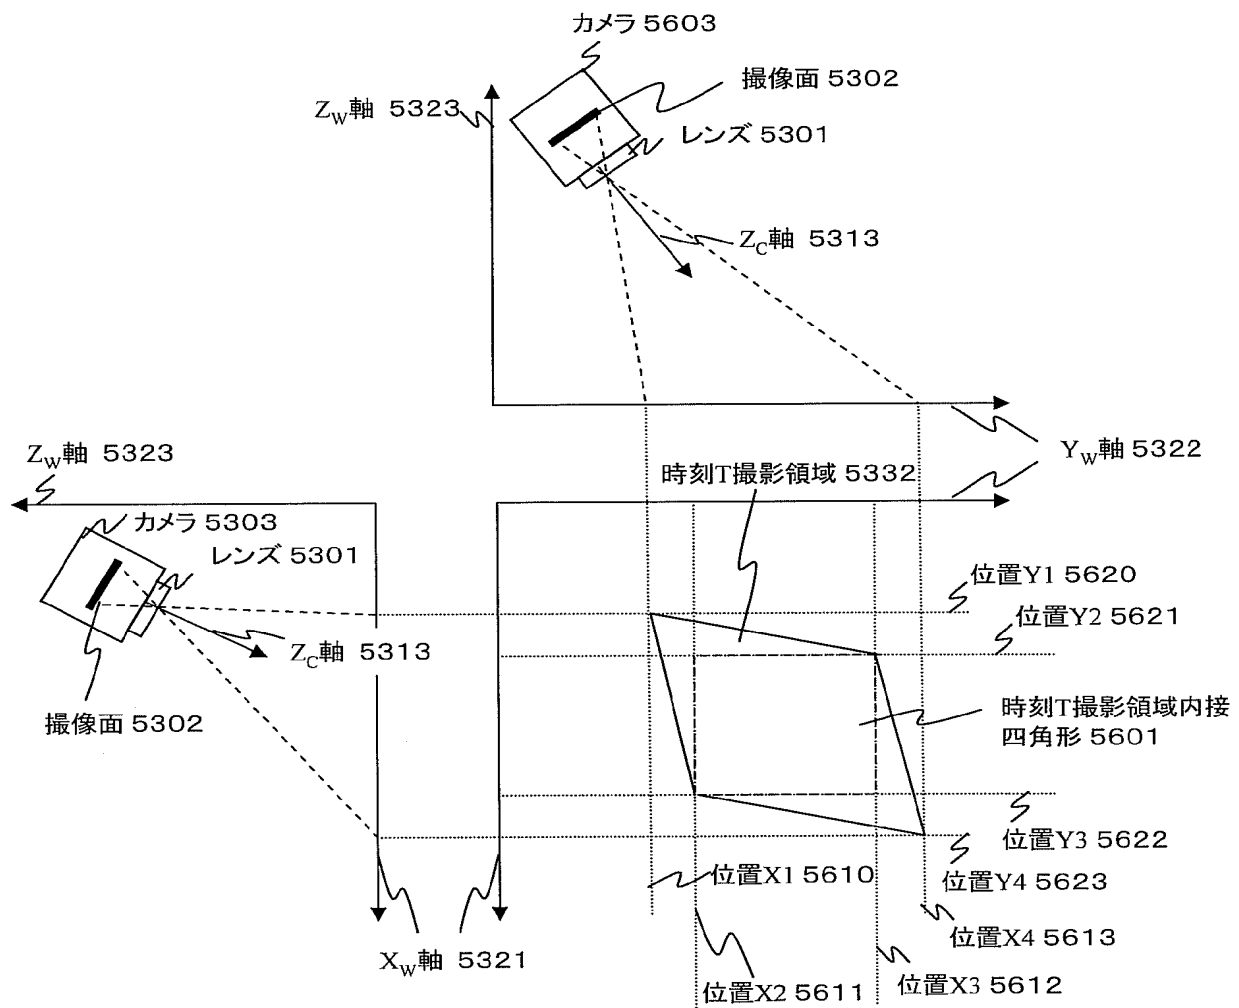 カメラ 5603
撮像面 5302
ZW軸 5323
レンズ 5301
ZC軸 5313
ZW軸 5323
YW軸 5322
時刻T撮影領域 5332
カメラ 5303
レンズ 5301
位置Y1 5620
位置Y2 5621
ZC軸 5313
撮像面 5302
時刻T撮影領域内接
四角形 5601
位置Y3 5622
位置X1 5610
位置Y4 5623
位置X4 5613
XW軸 5321
位置X3 5612
位置X2 5611